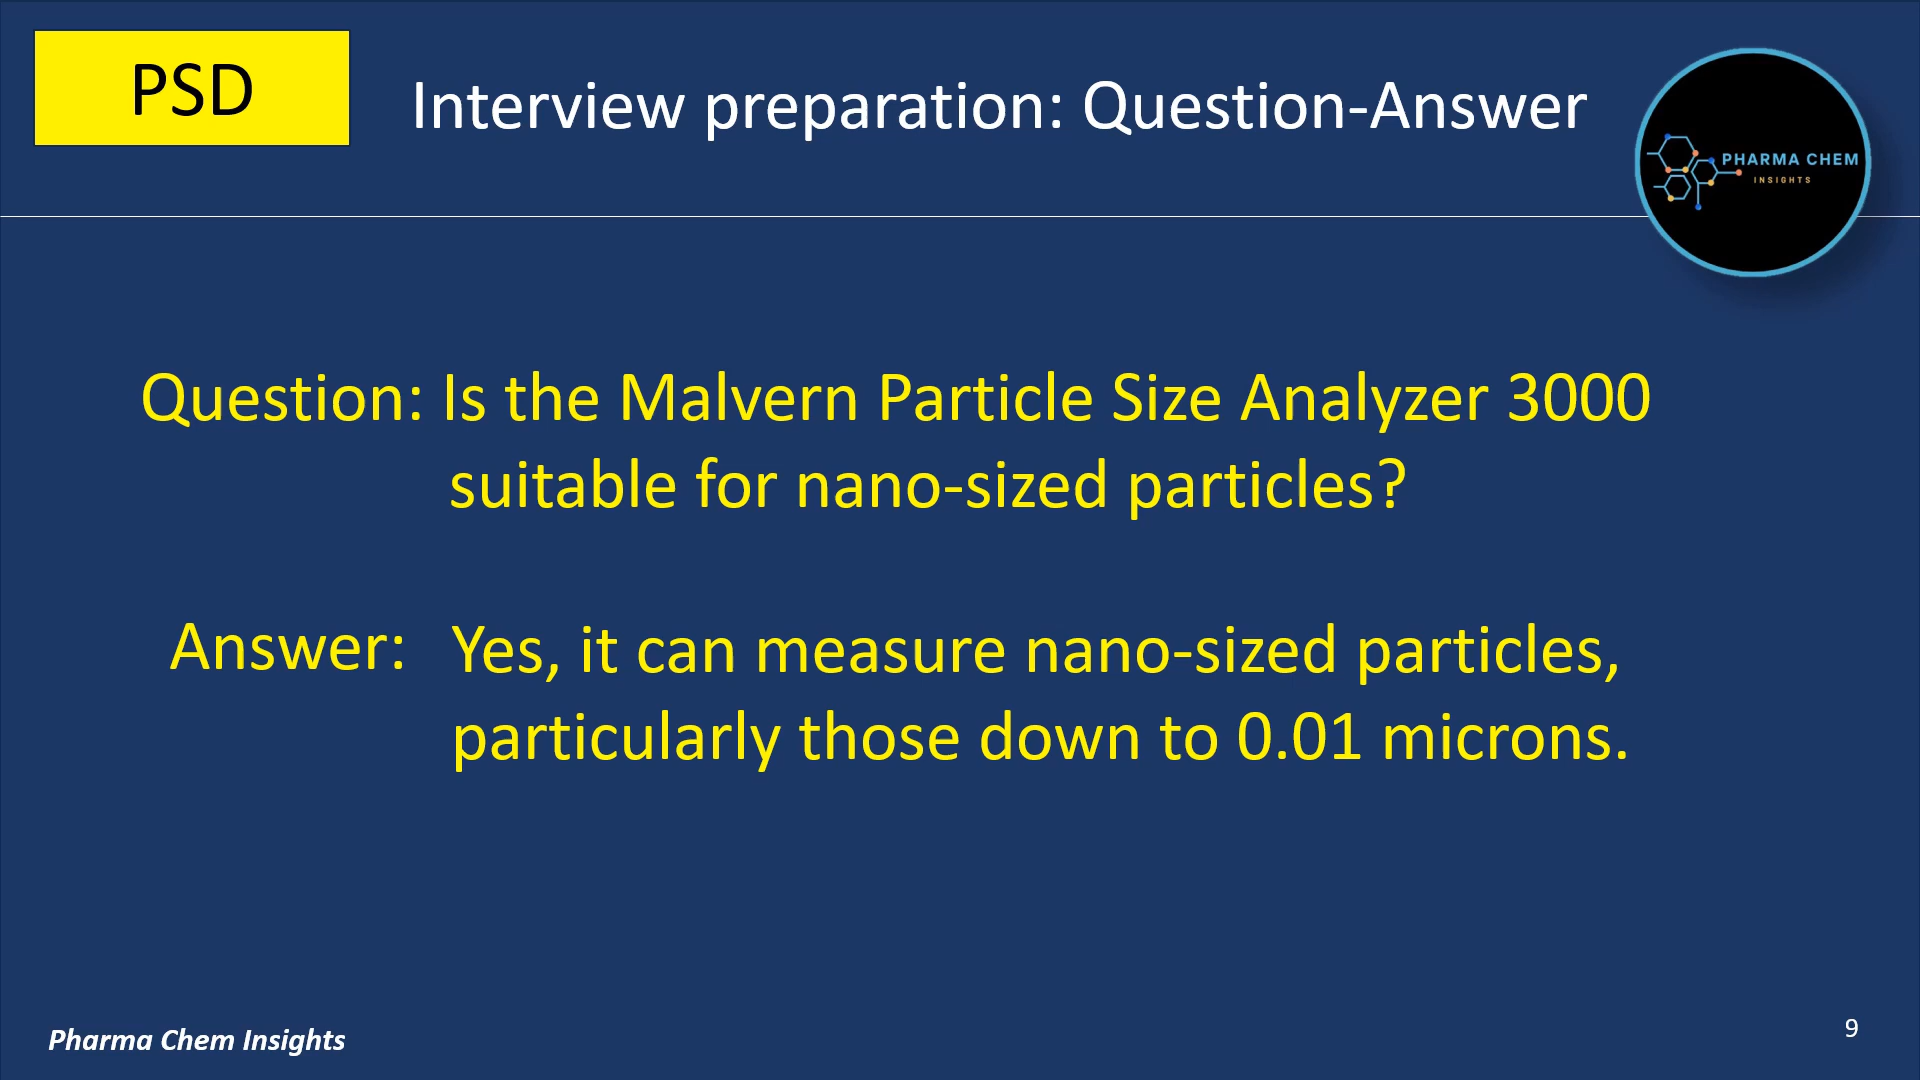 PSD
Interview preparation: Question-Answer
PHARMA CHEM
INSIGHTS
Question: Is the Malvern Particle Size Analyzer 3000
suitable for nano-sized particles?
Answer: Yes, it can measure nano-sized particles,
particularly those down to 0.01 microns.
Pharma Chem Insights
9